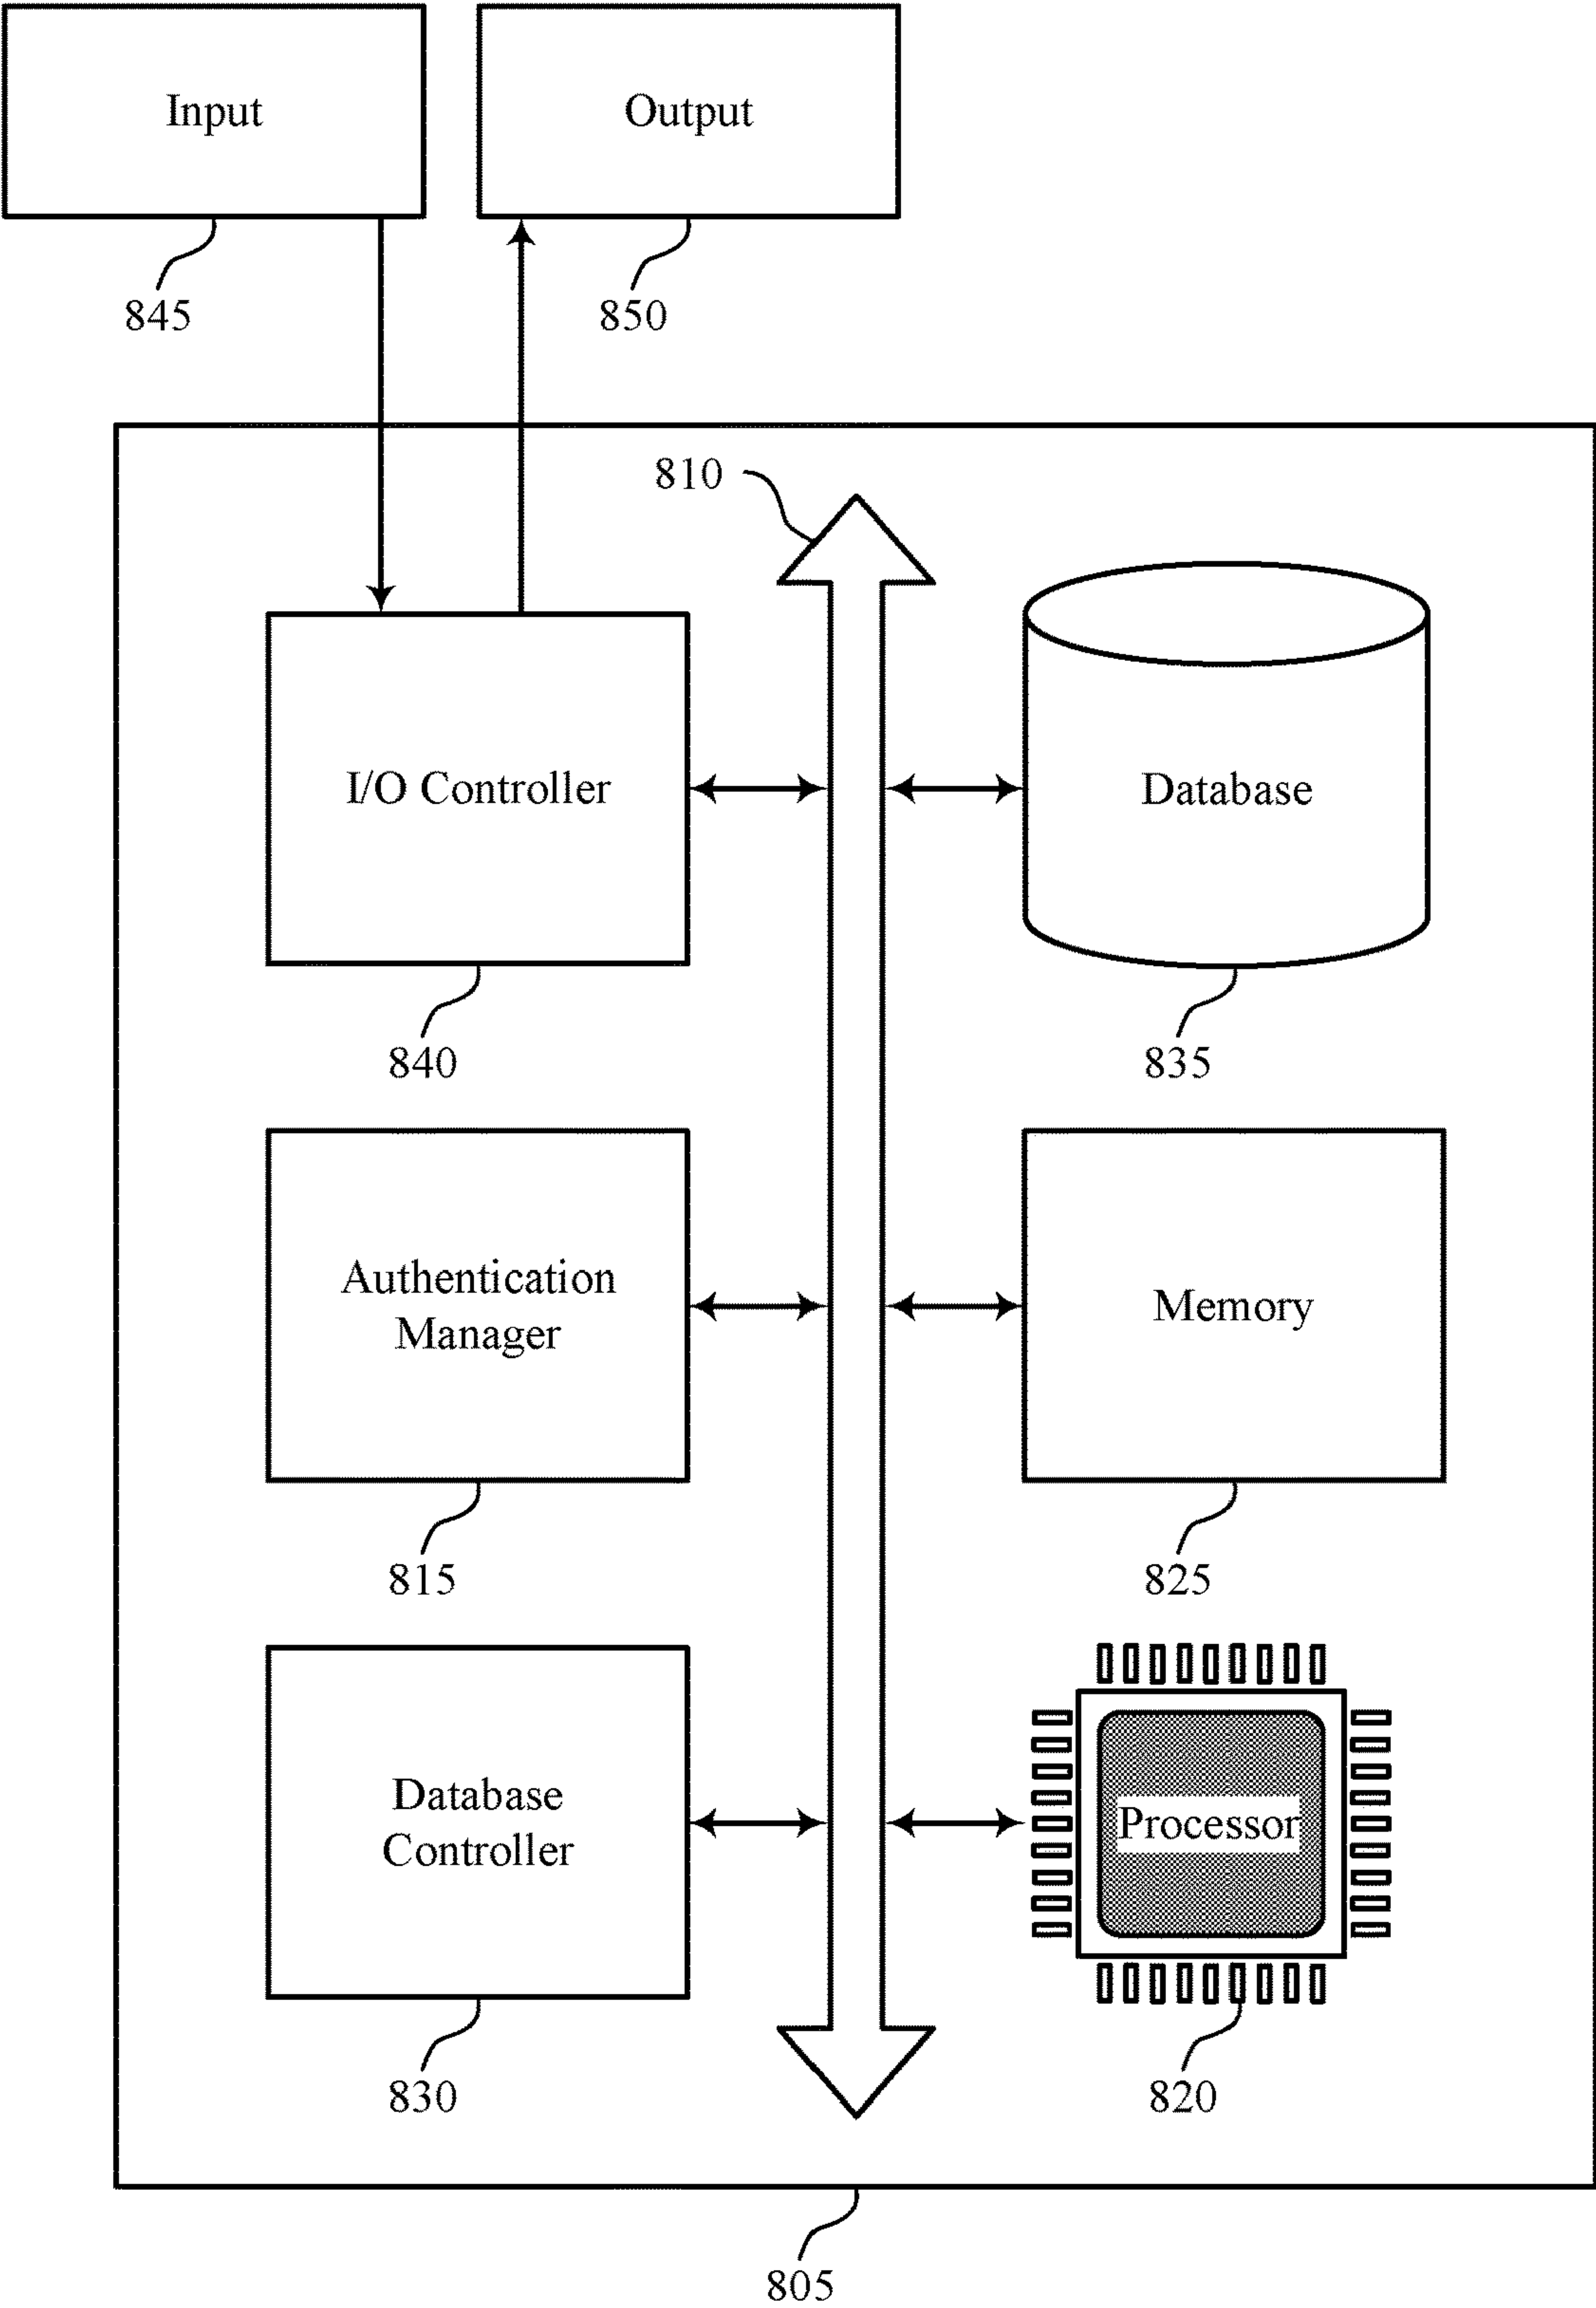 Input
Output
845
850
810
I/O Controller
Database
840
835
Authentication
Manager
Memory
815
825
Database
Controller
Processor
830
820
805